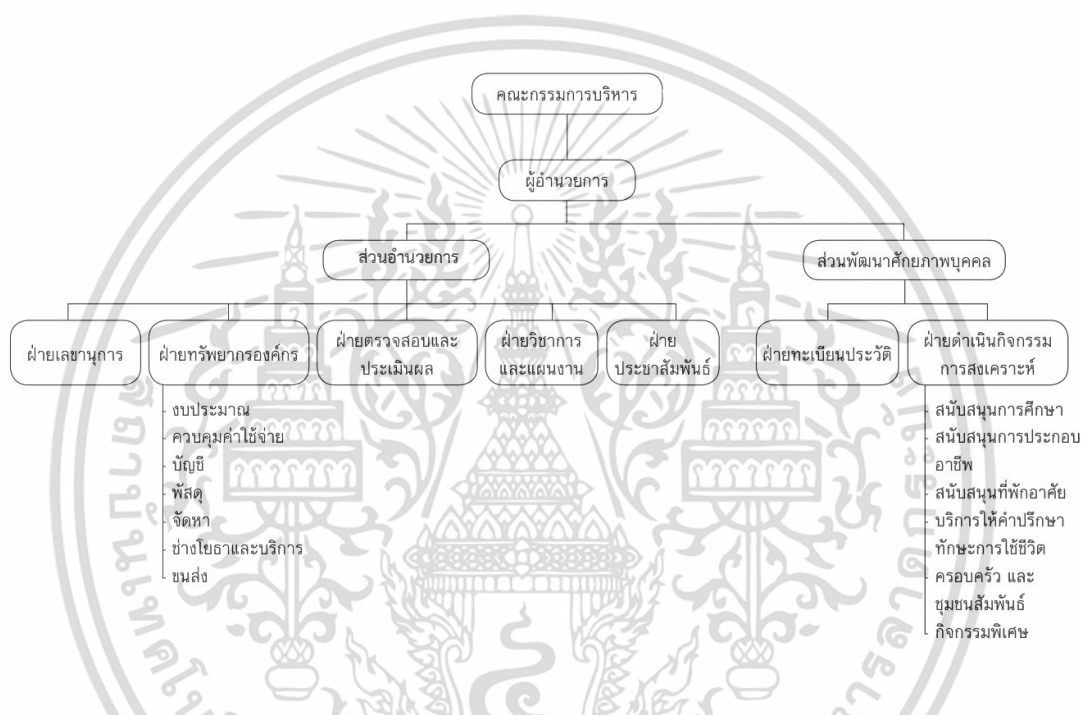 คณะกรรมการบริหาร
ผู้อำนวยการ
ส่วนอำนวยการ
ส่วนพัฒนาศักยภาพบุคคล
ฝ่ายเลขานุการ
ฝ่ายทรัพยากรองค์กร
ฝ่ายตรวจสอบและ
ประเมินผล
ฝ่ายวิชาการ
และแผนงาน
ฝ่าย
ประชาสัมพันธ์
ฝ่ายทะเบียนประวัติ
ฝ่ายดำเนินกิจกรรม
การสงเคราะห์
งบประมาณ
ควบคุมค่าใช้จ่าย
บัญชี
พัสดุ
จัดหา
ช่างโยธาและบริการ
ขนส่ง
สนับสนุนการศึกษา
สนับสนุนการประกอบ
อาชีพ
สนับสนุนที่พักอาศัย
บริการให้คำปรึกษา
ทักษะการใช้ชีวิต
ครอบครัว และ
ชุมชนสัมพันธ์
กิจกรรมพิเศษ